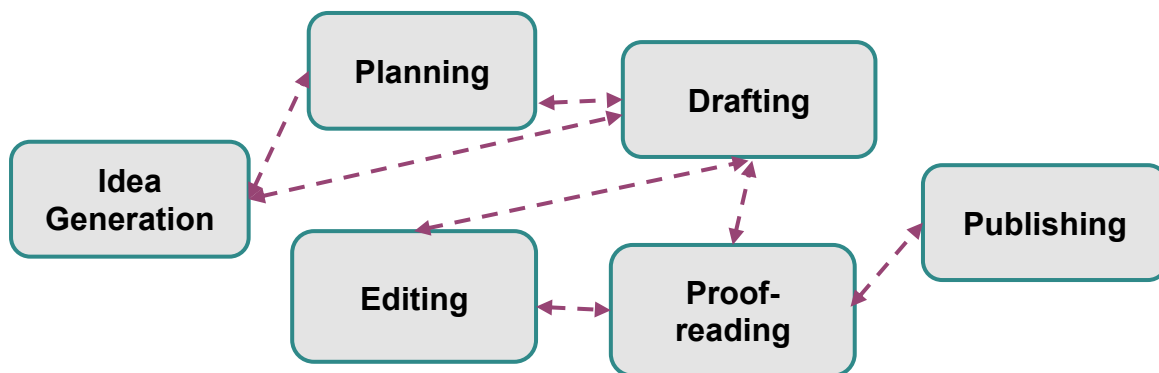 Planning
Drafting
Idea
Generation
Publishing
Editing
Proof-
reading